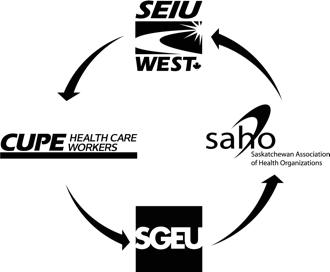 SEIU
WEST
CUPE HEALTH CARE
WORKERS
saho
Saskatchewan Association
of Health Organizations
SGEU